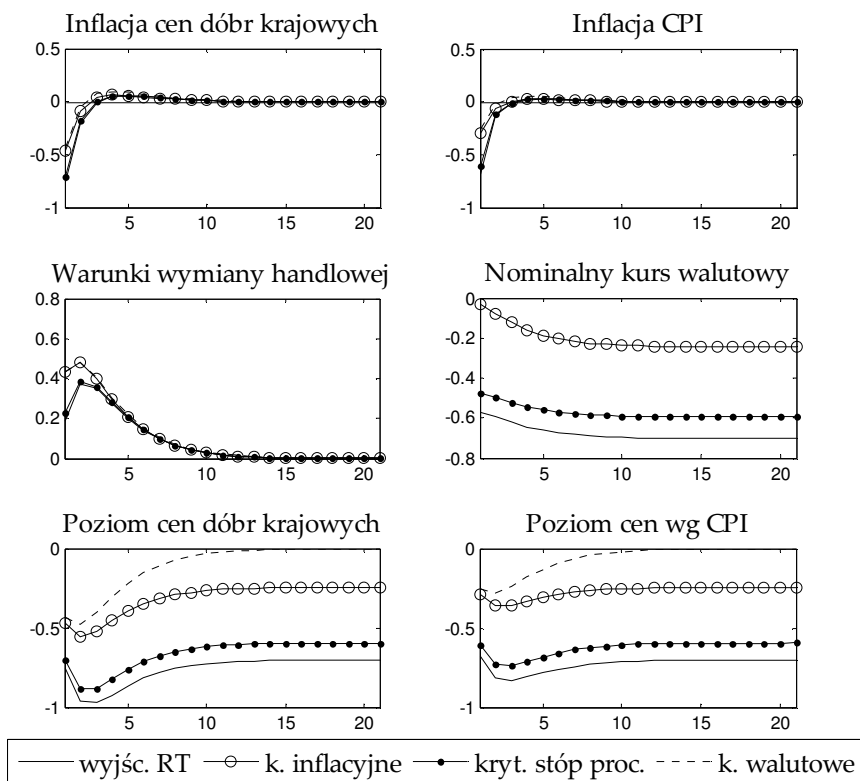 Inflacja cen dóbr krajowych
Inflacja CPI
0.5
0
-0.5
-1
5 10 15 20
0.5
0
-0.5
-1
5 10 15 20
Warunki wymiany handlowej
Nominalny kurs walutowy
0.8
0.6
0.4
0.2
0
5 10 15 20
0
-0.2
-0.4
-0.6
-0.8
5 10 15 20
Poziom cen dóbr krajowych
Poziom cen wg CPI
0
-0.5
-1
5 10 15 20
0
-0.5
-1
5 10 15 20
wyjśc. RT k. inflacyjne kryt. stóp proc. k. walutowe